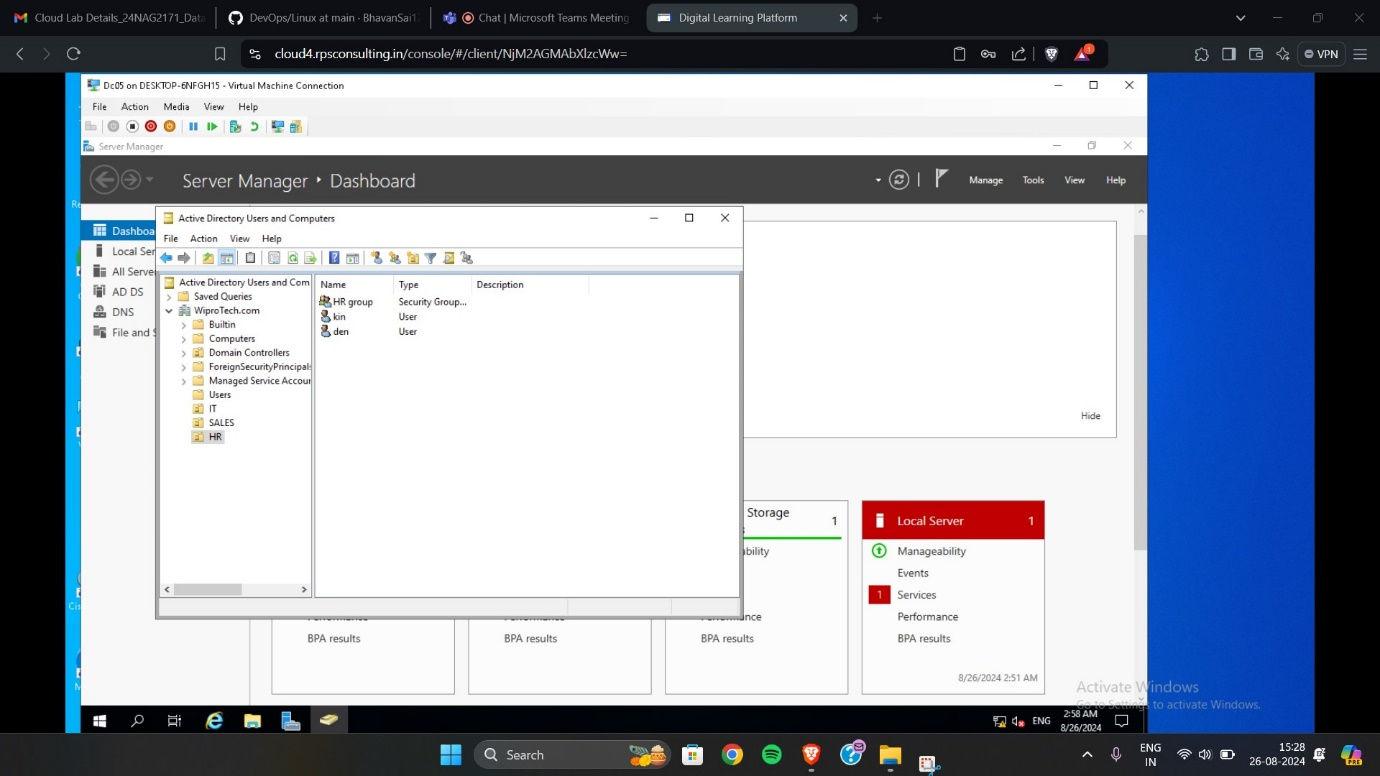 Cloud Lab Details_24NAG2171_Data
DevOps/Linux at main · BhavanSai1
Chat | Microsoft Teams Meeting
Digital Learning Platform
cloud4.rpsconsulting.in/console/#/client/NjM2AGMAbXlzcWw=
1
VPN
Dc05 on DESKTOP-6NFGH15 - Virtual Machine Connection
File Action Media View Help
Server Manager
Server Manager Dashboard
Manage Tools View Help
Dashboa
Local Ser
All Serve
AD DS
DNS
File and S
Active Directory Users and Computers
File Action View Help
Active Directory Users and Com
Saved Queries
WiproTech.com
Builtin
Computers
Domain Controllers
ForeignSecurityPrincipals
Managed Service Accour
Users
IT
SALES
HR
Name Type Description
HR group Security Group...
kin User
den User
Hide
Storage 1
Local Server 1
Manageability
Events
1 Services
Performance
BPA results
8/26/2024 2:51 AM
BPA results
BPA results
BPA results
Activate Windows
Go to Settings to activate Windows.
ENG
2:58 AM
8/26/2024
Search
ENG
IN
15:28
26-08-2024
PRE